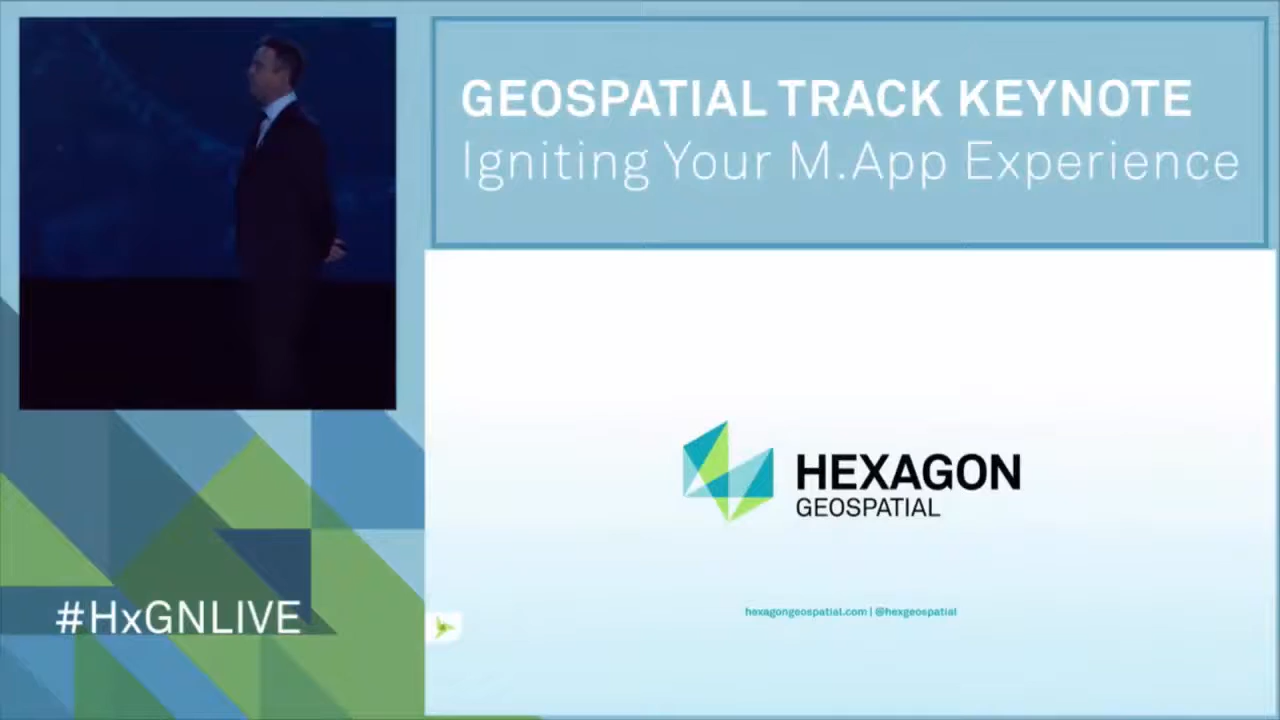 GEOSPATIAL TRACK KEYNOTE
Igniting Your M.App Experience
HEXAGON
GEOSPATIAL
hexagongeospatial.com | @hexgeospatial
#HxGNLIVE